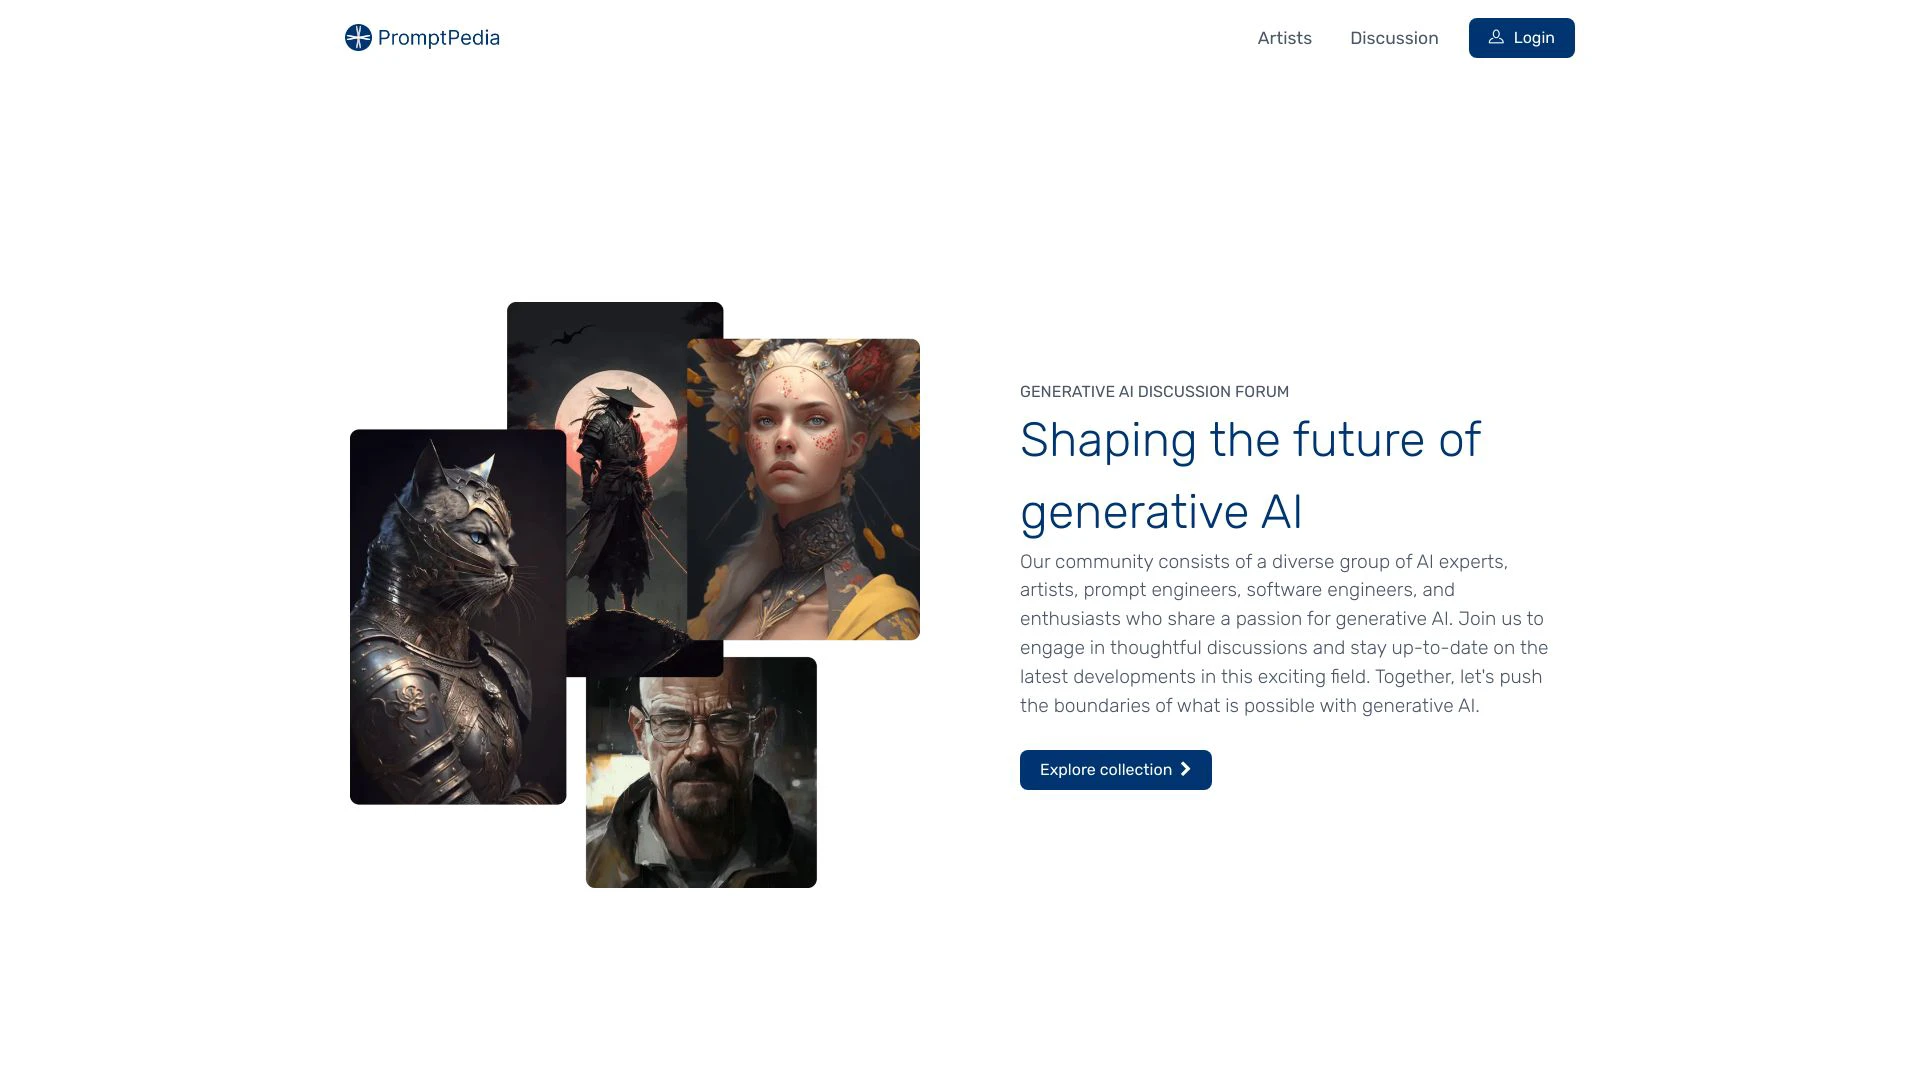 PromptPedia
Artists
Discussion
Login
GENERATIVE AI DISCUSSION FORUM
Shaping the future of
generative AI
Our community consists of a diverse group of AI experts,
artists, prompt engineers, software engineers, and
enthusiasts who share a passion for generative AI. Join us to
engage in thoughtful discussions and stay up-to-date on the
latest developments in this exciting field. Together, let's push
the boundaries of what is possible with generative AI.
Explore collection